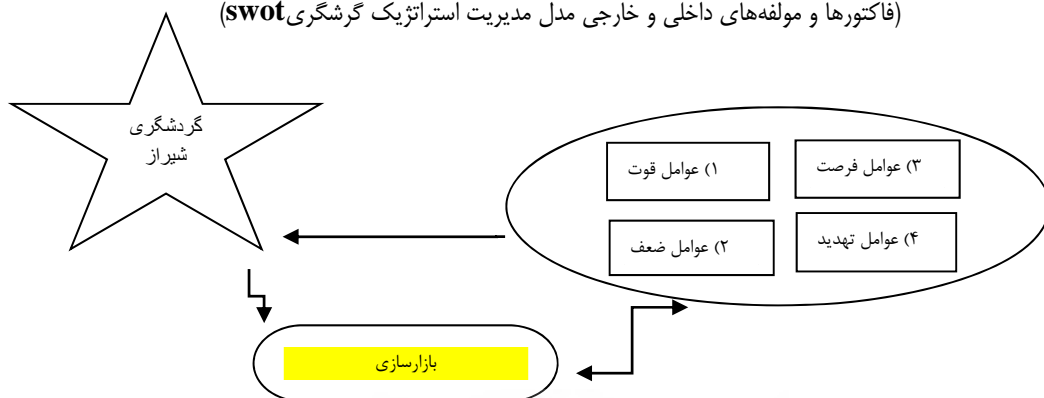 (فاکتورها و مولفه‌های داخلی و خارجی مدل مدیریت استراتژیک گرشگریswot)
گردشگری
شیراز
۳) عوامل فرصت
۱) عوامل قوت
۴) عوامل تهدید
۲) عوامل ضعف
بازارسازی